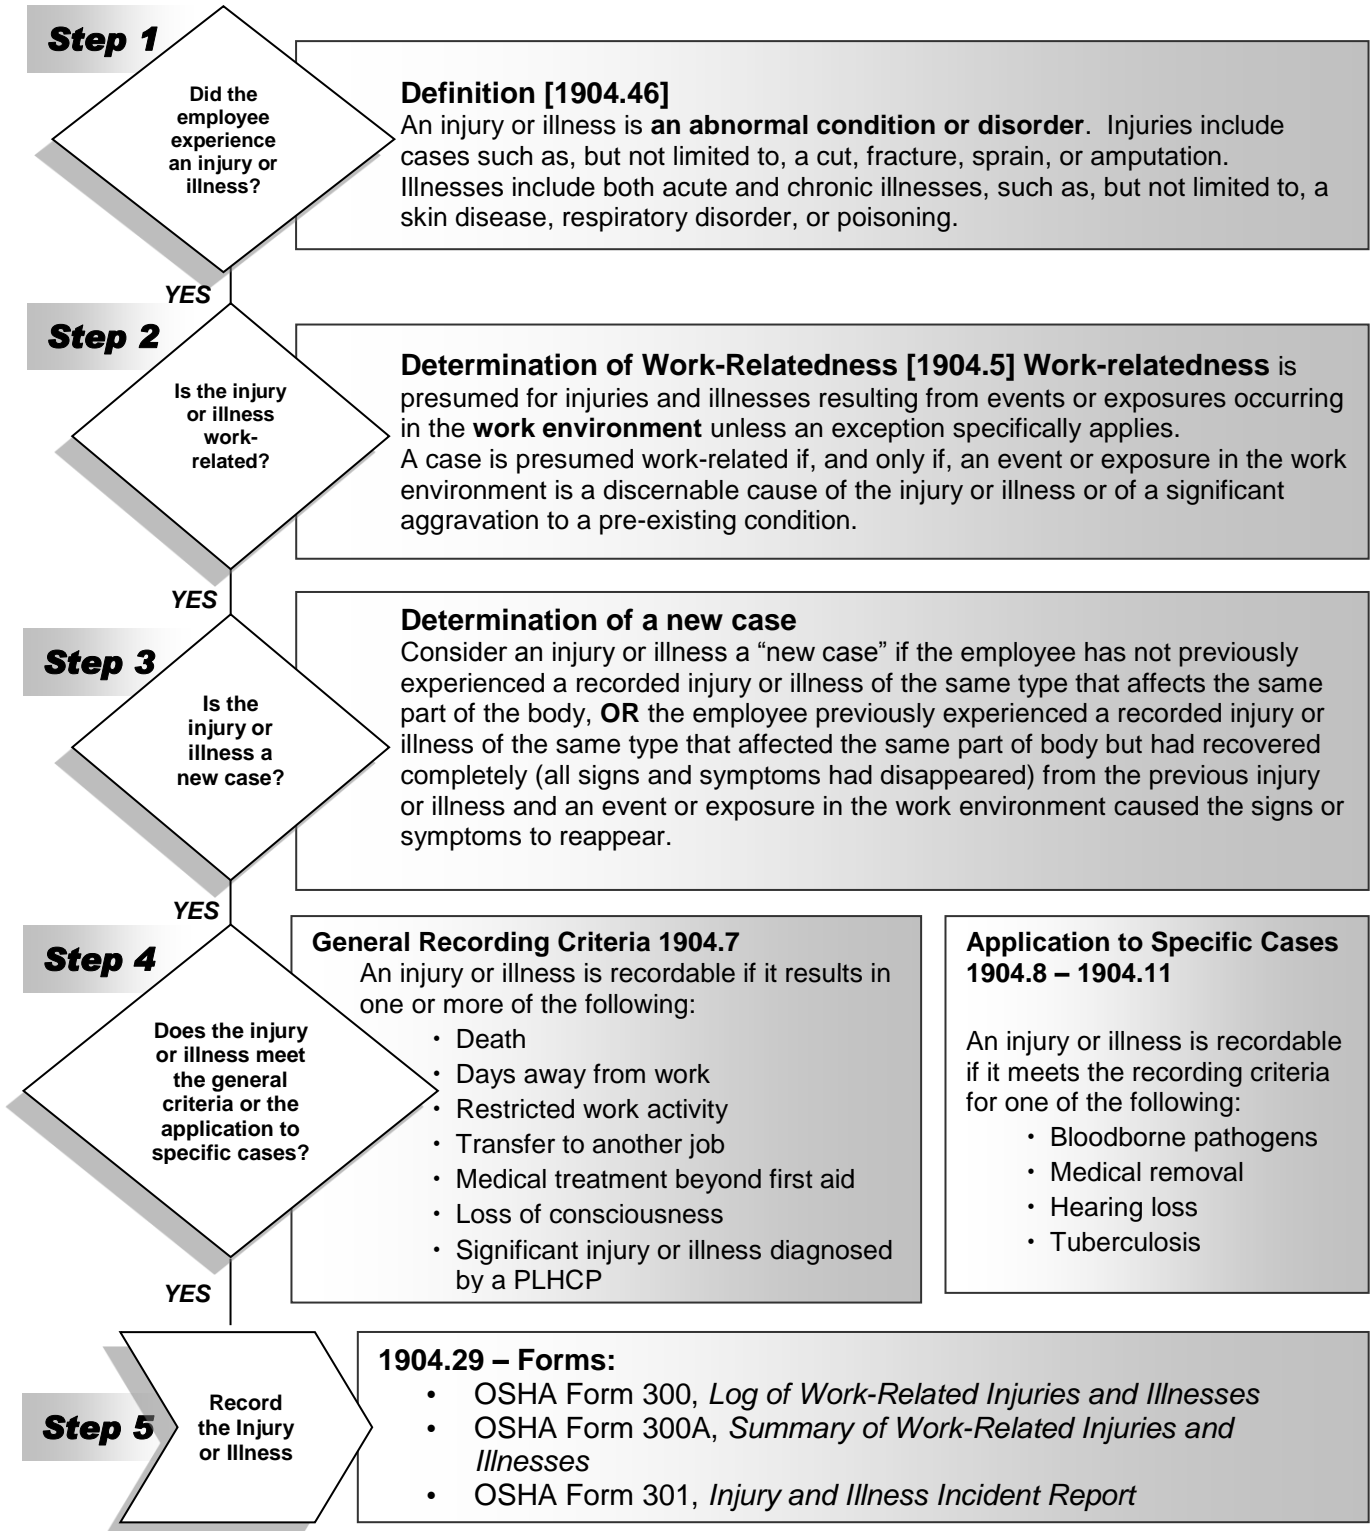 Step 1
Did the
employee
experience
an injury or
illness?
Definition [1904.46]
An injury or illness is an abnormal condition or disorder.  Injuries include
cases such as, but not limited to, a cut, fracture, sprain, or amputation.
Illnesses include both acute and chronic illnesses, such as, but not limited to, a
skin disease, respiratory disorder, or poisoning.
YES
Step 2
Is the injury
or illness
work-
related?
Determination of Work-Relatedness [1904.5] Work-relatedness is
presumed for injuries and illnesses resulting from events or exposures occurring
in the work environment unless an exception specifically applies.
A case is presumed work-related if, and only if, an event or exposure in the work
environment is a discernable cause of the injury or illness or of a significant
aggravation to a pre-existing condition.
YES
Step 3
Is the
injury or
illness a
new case?
Determination of a new case
Consider an injury or illness a “new case” if the employee has not previously
experienced a recorded injury or illness of the same type that affects the same
part of the body, OR the employee previously experienced a recorded injury or
illness of the same type that affected the same part of body but had recovered
completely (all signs and symptoms had disappeared) from the previous injury
or illness and an event or exposure in the work environment caused the signs or
symptoms to reappear.
YES
Step 4
Does the injury
or illness meet
the general
criteria or the
application to
specific cases?
General Recording Criteria 1904.7
An injury or illness is recordable if it results in
one or more of the following:
· Death
· Days away from work
· Restricted work activity
· Transfer to another job
· Medical treatment beyond first aid
· Loss of consciousness
· Significant injury or illness diagnosed
by a PLHCP
Application to Specific Cases
1904.8 – 1904.11
An injury or illness is recordable
if it meets the recording criteria
for one of the following:
· Bloodborne pathogens
· Medical removal
· Hearing loss
· Tuberculosis
YES
Step 5
Record
the Injury
or Illness
1904.29 – Forms:
• OSHA Form 300, Log of Work-Related Injuries and Illnesses
• OSHA Form 300A, Summary of Work-Related Injuries and
Illnesses
• OSHA Form 301, Injury and Illness Incident Report